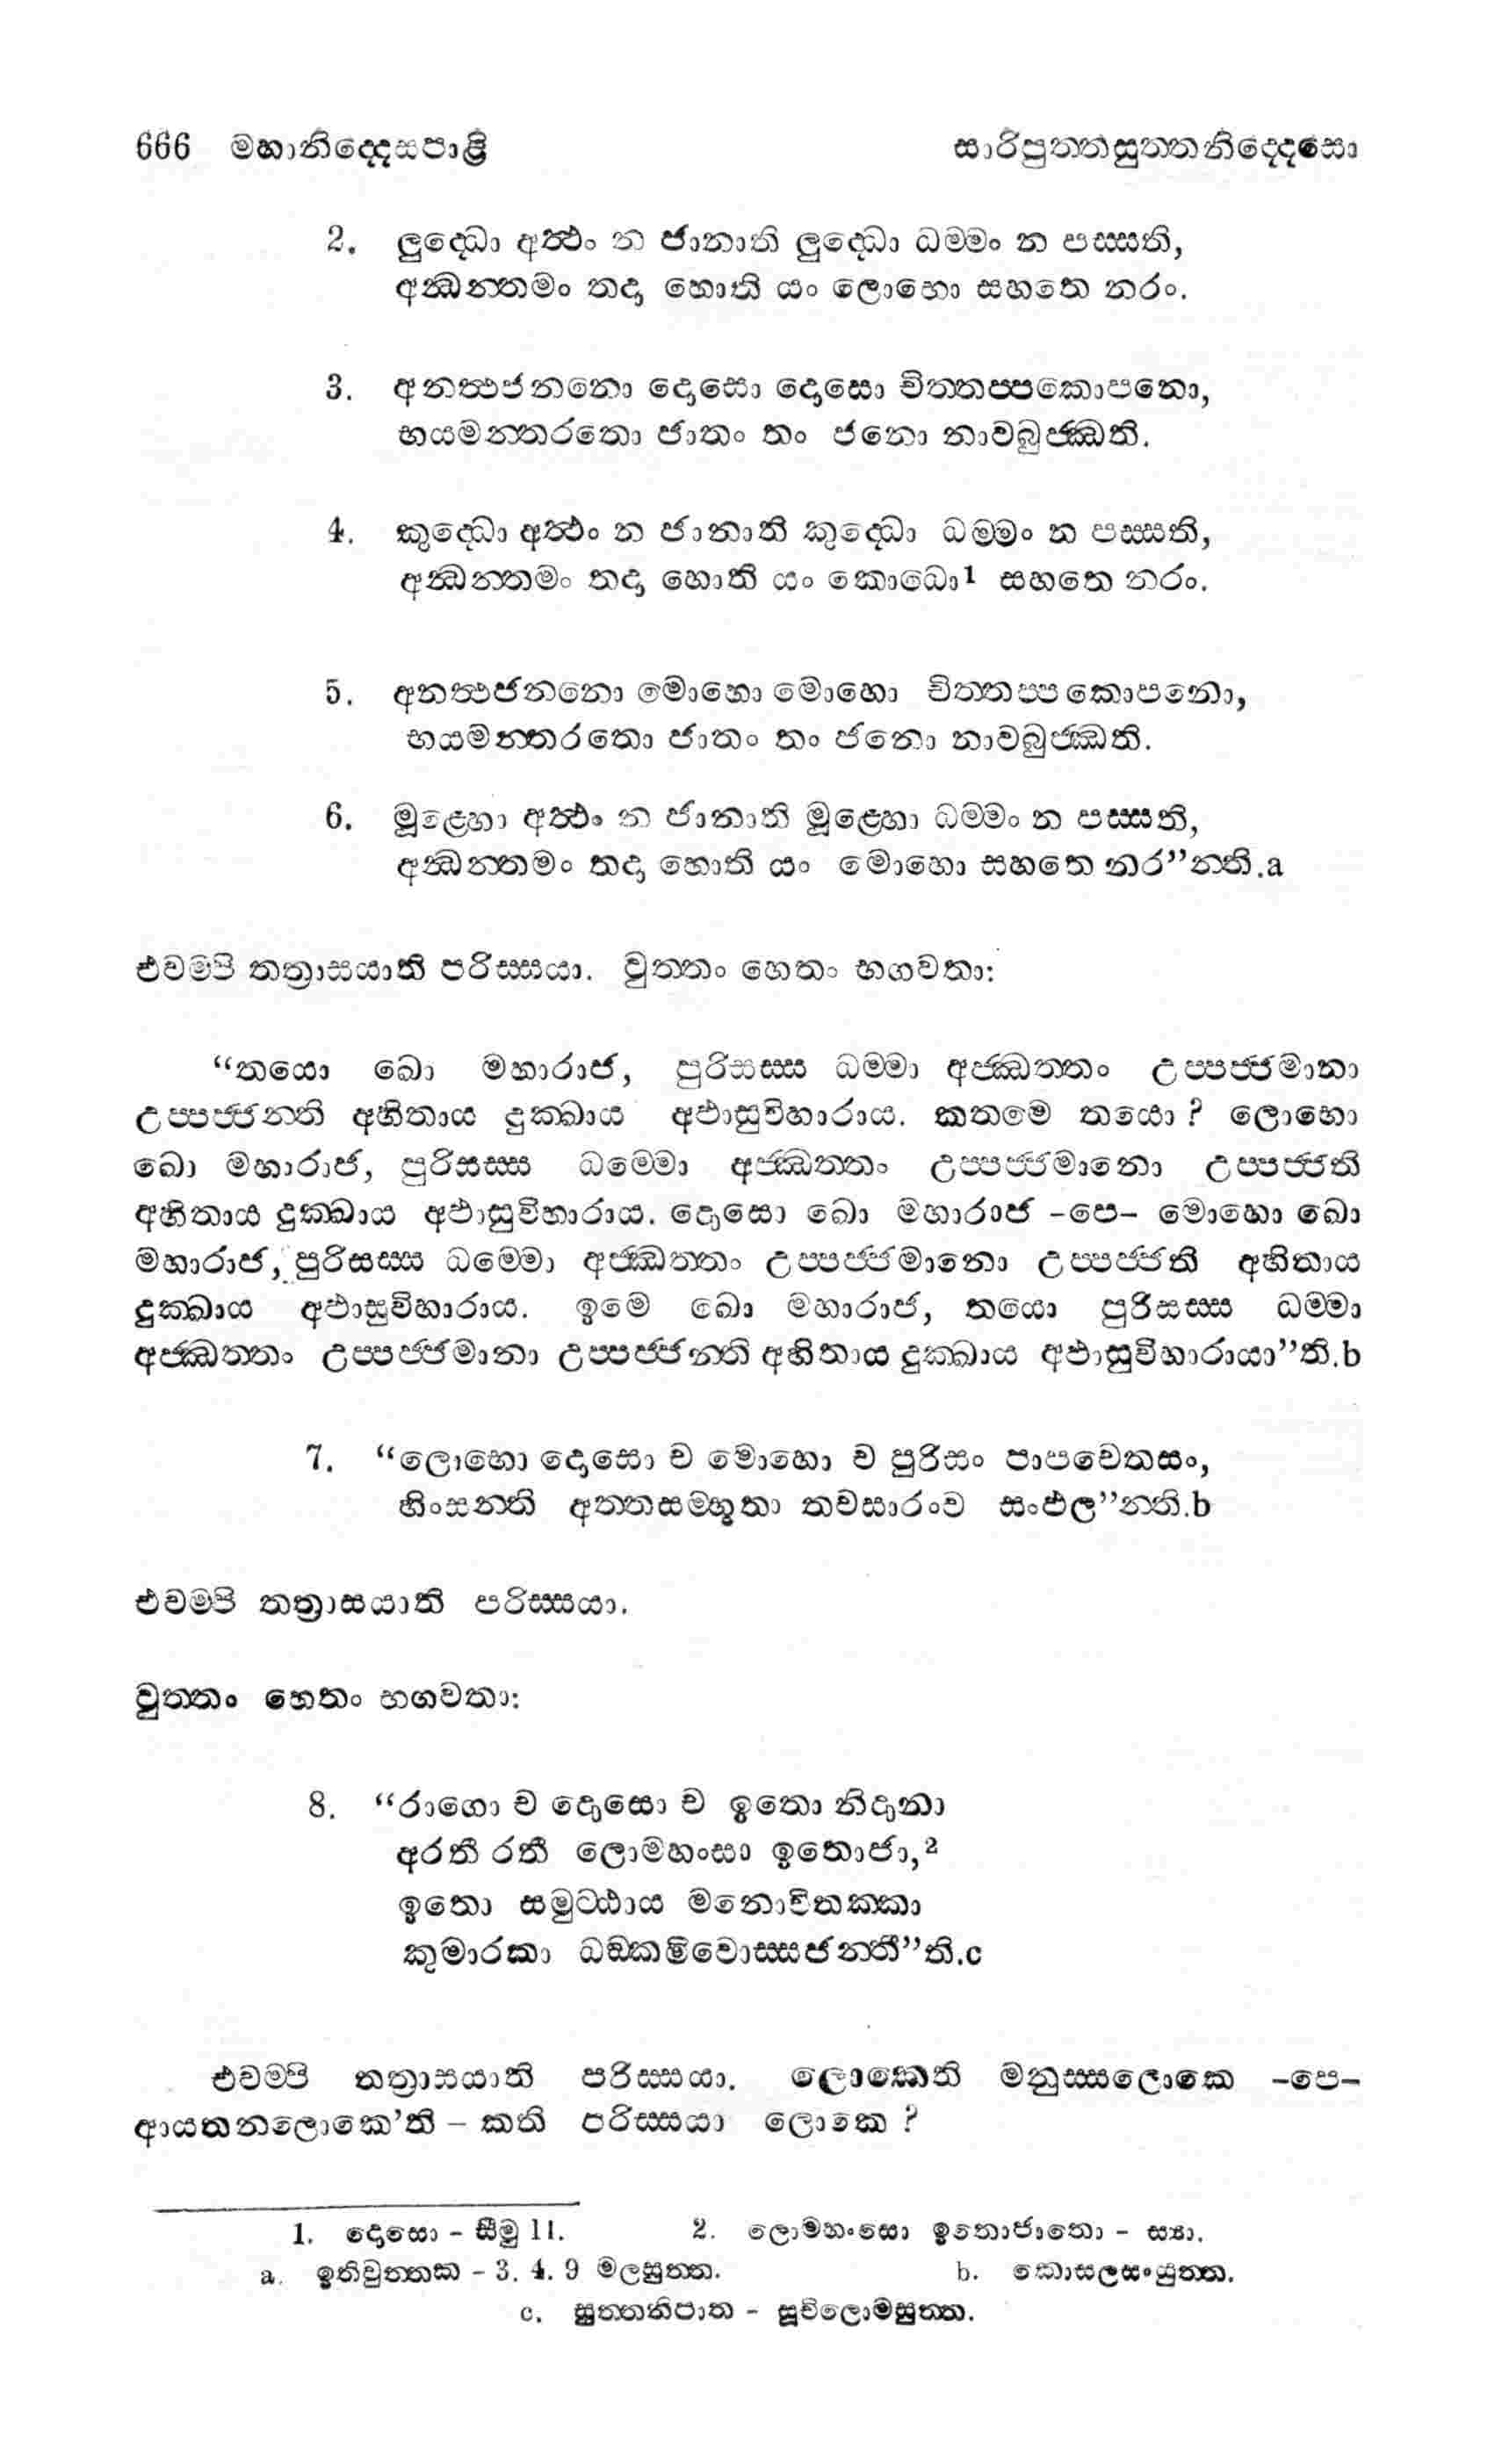 666 මහානිද්දෙසපාළි සාරිපුත්තසුත්තනිද්දෙසො
2. ලුද්ධො අත්ථං න ජානාති ලුද්ධො ධම්මං න පස්සති,
අන්ධන්තමං තදා හොති යං ලොභො සහතෙ නරං.
3. අනත්ථජනනො දොසො දොසො චිත්තප්පකොපනො,
භයමන්තරතො ජාතං තං ජනො නාවබුජ්ඣති.
4. කුද්ධො අත්ථං න ජානාති කුද්ධො ධම්මං න පස්සති,
අන්ධන්තමං තදා හොති යං කොධො1 සහතෙ නරං.
5. අනත්ථජනනො මොහො මොහො චිත්තප්පකොපනො,
භයමන්තරතො ජාතං තං ජනො නාවබුජ්ඣති.
6. මූළ්හො අත්ථං න ජානාති මූළ්හො ධම්මං න පස්සති,
අන්ධන්තමං තදා හොති යං මොහො සහතෙ නර”න්ති.a
එවම්පි තත්‍රාසයාති පරිස්සයා. වුත්තං හෙතං භගවතා:
“තයො ඛො මහාරාජ, පුරිසස්ස ධම්මා අජ්ඣත්තං උප්පජ්ජමානා
උප්පජ්ජන්ති අහිතාය දුක්ඛාය අඵාසුවිහාරාය. කතමෙ තයො? ලොභො
ඛො මහාරාජ, පුරිසස්ස ධම්මො අජ්ඣත්තං උප්පජ්ජමානො උප්පජ්ජති
අහිතාය දුක්ඛාය අඵාසුවිහාරාය. දොසො ඛො මහාරාජ -පෙ- මොහො ඛො
මහාරාජ, පුරිසස්ස ධම්මො අජ්ඣත්තං උප්පජ්ජමානො උප්පජ්ජති අහිතාය
දුක්ඛාය අඵාසුවිහාරාය. ඉමෙ ඛො මහාරාජ, තයො පුරිසස්ස ධම්මා
අජ්ඣත්තං උප්පජ්ජමානා උප්පජ්ජන්ති අහිතාය දුක්ඛාය අඵාසුවිහාරායා”ති.b
7. “ලොභො දොසො ච මොහො ච පුරිසං පාපචෙතසං,
හිංසන්ති අත්තසම්භූතා තචසාරංව සංඵල”න්ති.b
එවම්පි තත්‍රාසයාති පරිස්සයා.
වුත්තං හෙතං භගවතා:
8. “රාගො ච දොසො ච ඉතො නිදානා
අරතී රතී ලොමහංසා ඉතොජා,2
ඉතො සමුට්ඨාය මනොවිතක්කා
කුමාරකා ධඞ්කමිවොස්සජන්තී”ති.c
එවම්පි තත්‍රාසයාති පරිස්සයා. ලොකෙති මනුස්සලොකෙ -පෙ-
ආයතනලොකෙ’ති - කති පරිස්සයා ලොකෙ?
1. දොසො - සීමු 11. 2. ලොමහංසො ඉතොජාතො - ස්‍යා.
a. ඉතිවුත්තක - 3. 4. 9 මලසුත්ත. b. කොසලසංයුත්ත.
c. සුත්තනිපාත - සූචිලොමසුත්ත.